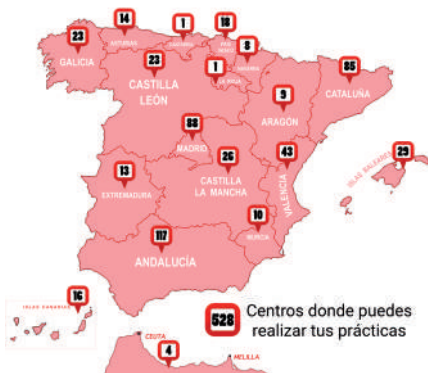 14
1
18
23
ASTURIAS
CANTABRIA
PAÍS
VASCO
8
GALICIA
23
1
NAVARRA
85
LA RIOJA
CASTILLA
LEÓN
9
CATALUÑA
ARAGÓN
88
MADRID
43
29
26
ISLAS BALEARES
13
CASTILLA
LA MANCHA
VALENCIA
EXTREMADURA
10
MURCIA
117
ANDALUCÍA
16
ISLAS CANARIAS
528
Centros donde puedes
realizar tus prácticas
CEUTA
4
MELILLA